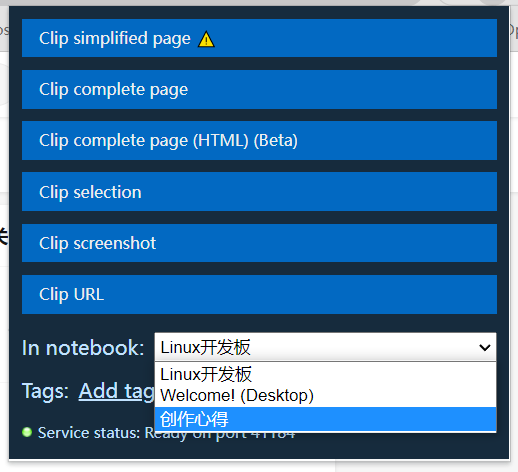 Clip simplified page
Clip complete page
Clip complete page (HTML) (Beta)
Clip selection
Clip screenshot
Clip URL
In notebook: Linux开发板
Linux开发板
Welcome! (Desktop)
创作心得
Tags: Add tag
Service status: Ready on port 41184